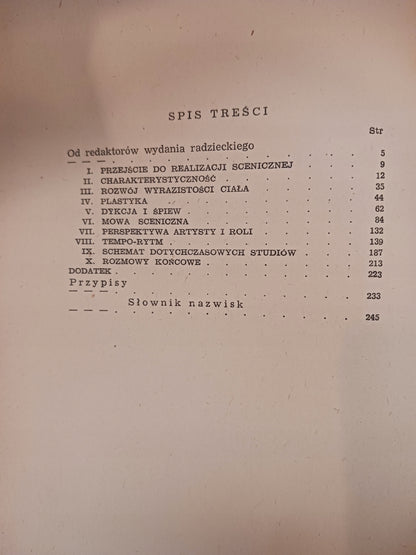 SPIS TREŚCI
Str
Od redaktorów wydania radzieckiego
— — — . . . . . . . . . . . 5
I. PRZEJŚCIE DO REALIZACJI SCENICZNEJ . 9
II. CHARAKTERYSTYCZNOŚĆ . . . . . 12
III. ROZWÓJ WYRAZISTOŚCI CIAŁA . . . . 35
IV. PLASTYKA . . . . . . . . . 44
V. DYKCJA I ŚPIEW . . . . . . . 62
VI. MOWA SCENICZNA . . . . . . . 84
VII. PERSPEKTYWA ARTYSTY I ROLI . . . . 132
VIII. TEMPO-RYTM . . . . . . . . 139
IX. SCHEMAT DOTYCHCZASOWYCH STUDIÓW . . 187
X. ROZMOWY KOŃCOWE . . . . . . 213
DODATEK . . . . . . . . . . . 223
Przypisy
— — — . . . . . . . . . . . 233
Słownik nazwisk
— — — . . . . . . . . . . . 245